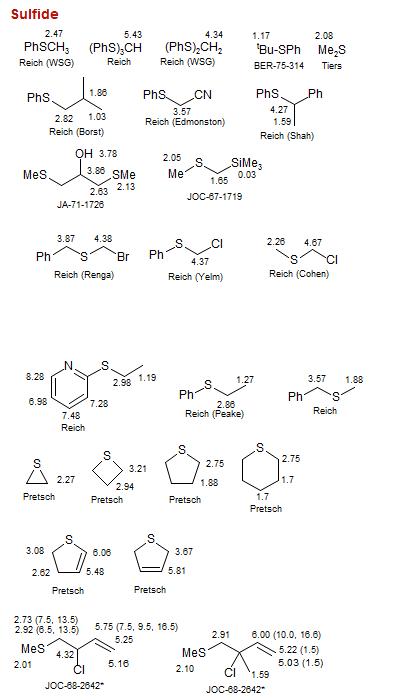 Sulfide
2.47 5.43 4.34 1.17 2.08
PhSCH3 (PhS)3CH (PhS)2CH2 tBu-SPh Me2S
Reich (WSG) Reich Reich (WSG) BER-75-314 Tiers
PhS 1.86 PhS CN PhS Ph
2.82 1.03 3.57 4.27
Reich (Borst) Reich (Edmonston) 1.59
Reich (Shah)
OH 3.78
MeS 3.86 SMe
2.63 2.13
JA-71-1726
2.05 S SiMe3
Me 1.65 0.03
JOC-67-1719
3.87 4.38
Ph S Br
Reich (Renga)
S Cl
Ph 4.37
Reich (Yelm)
2.26 4.67
S Cl
Reich (Cohen)
N S
8.28 2.98 1.19
6.98 7.28
7.48
Reich
S 1.27
Ph 2.86
Reich (Peake)
3.57 1.88
Ph S
Reich
S 2.27
Pretsch
S 3.21
2.94
Pretsch
S 2.75
1.88
Pretsch
S 2.75
1.7
1.7
Pretsch
S
3.08 6.06
2.62 5.48
Pretsch
S
3.67
5.81
Pretsch
2.73 (7.5, 13.5)
2.92 (6.5, 13.5) 5.75 (7.5, 9.5, 16.5)
MeS 5.25
2.01 4.32 5.16
Cl
JOC-68-2642*
2.91 6.00 (10.0, 16.6)
MeS 5.22 (1.5)
2.10 5.03 (1.5)
Cl 1.59
JOC-68-2642*